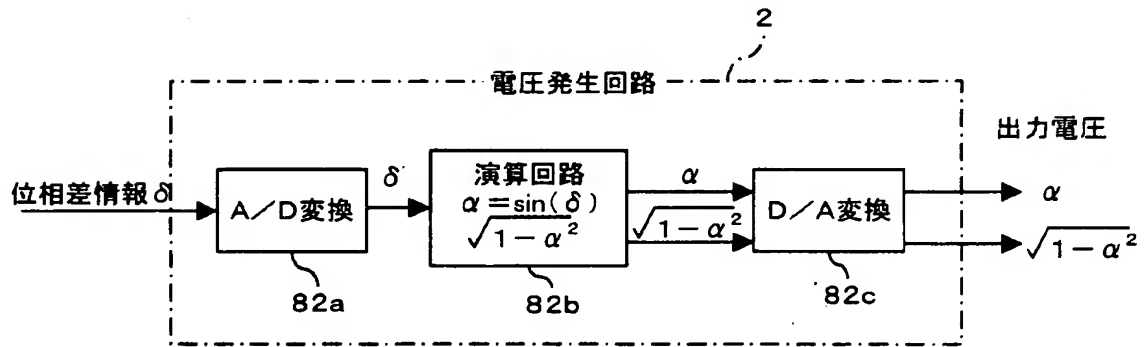 2
電圧発生回路
出力電圧
位相差情報δ
A/D変換
δ
演算回路
α=sin(δ)
√1-α²
α
√1-α²
D/A変換
α
√1-α²
82a
82b
82c